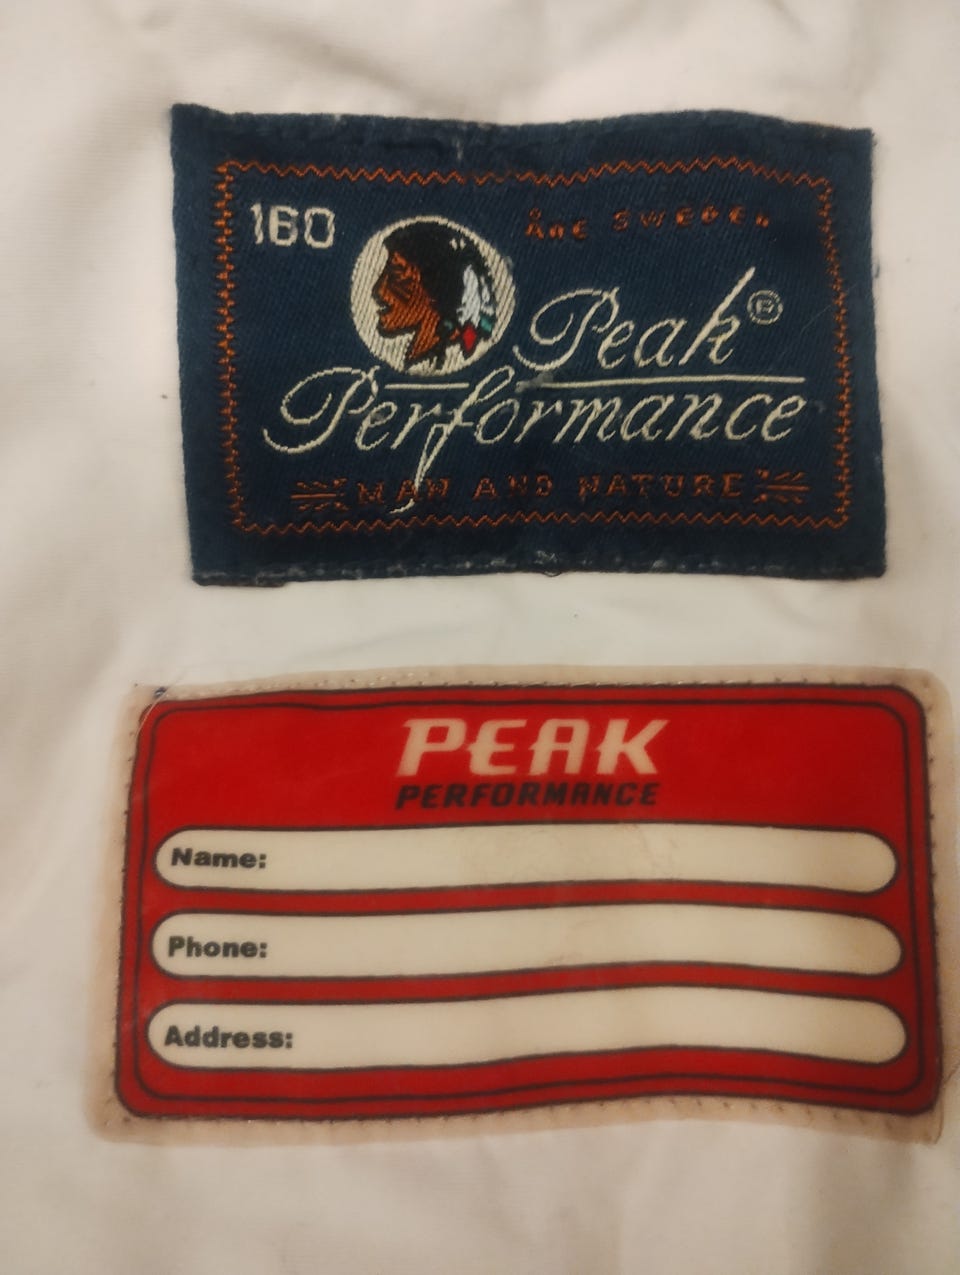 160
ÅRE SWEDEN
Peak®
Performance
MAN AND NATURE
PEAK
PERFORMANCE
Name:
Phone:
Address: